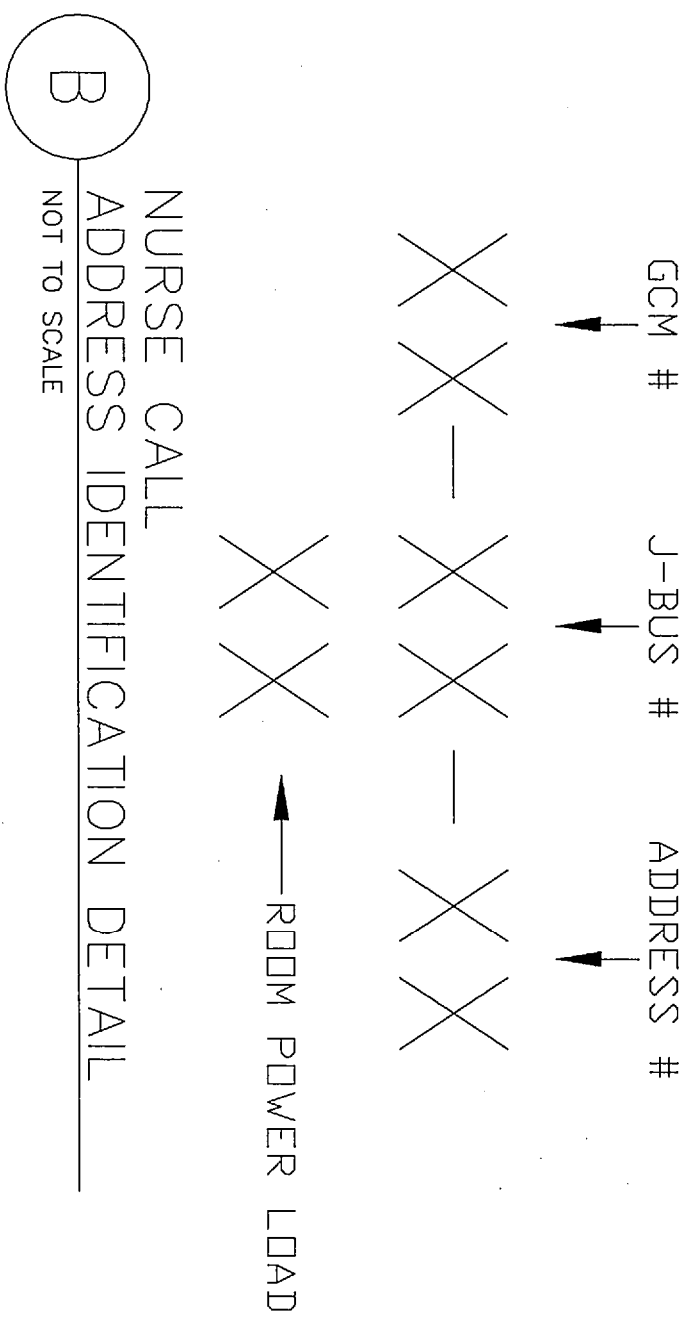 GCM # J-BUS # ADDRESS #
XX — XX — XX
XX ROOM POWER LOAD
B
NURSE CALL
ADDRESS IDENTIFICATION DETAIL
NOT TO SCALE